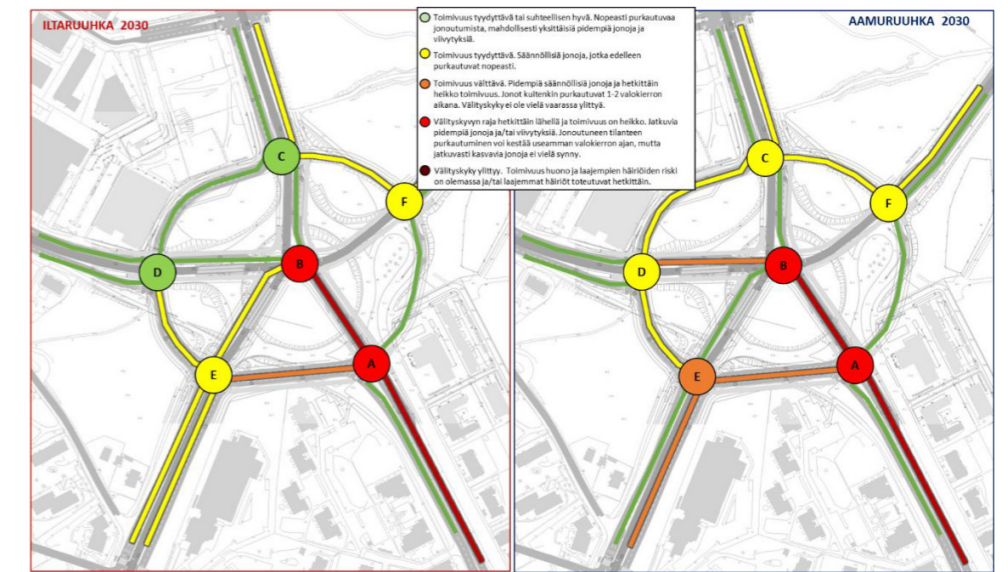 ILTARUUHKA 2030
Toimivuus tyydyttävä tai suhteellisen hyvä. Nopeasti purkautuvaa
jonoutumista, mahdollisesti yksittäisiä pidempiä jonoja ja
viivytyksiä.
Toimivuus tyydyttävä. Säännöllisiä jonoja, jotka edelleen
purkautuvat nopeasti.
Toimivuus välttävä. Pidempiä säännöllisiä jonoja ja hetkittäin
heikko toimivuus. Jonot kuitenkin purkautuvat 1-2 valokierron
aikana. Välityskyky ei ole vielä vaarassa ylittyä.
Välityskyvyn raja hetkittäin lähellä ja toimivuus on heikko. Jatkuvia
pidempiä jonoja ja/tai viivytyksiä. Jonoutuneen tilanteen
purkautuminen voi kestää useamman valokierron ajan, mutta
jatkuvasti kasvavia jonoja ei vielä synny.
Välityskyky ylittyy. Toimivuus huono ja laajempien häiriöiden riski
on olemassa ja/tai laajemmat häiriöt toteutuvat hetkittäin.
AAMURUUHKA 2030
C
F
B
D
A
E
C
F
B
D
A
E